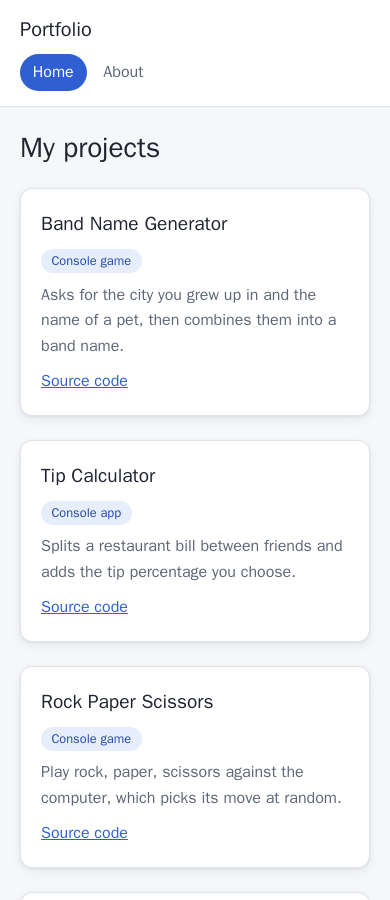 Portfolio
Home About
My projects
Band Name Generator
Console game
Asks for the city you grew up in and the
name of a pet, then combines them into a
band name.
Source code
Tip Calculator
Console app
Splits a restaurant bill between friends and
adds the tip percentage you choose.
Source code
Rock Paper Scissors
Console game
Play rock, paper, scissors against the
computer, which picks its move at random.
Source code